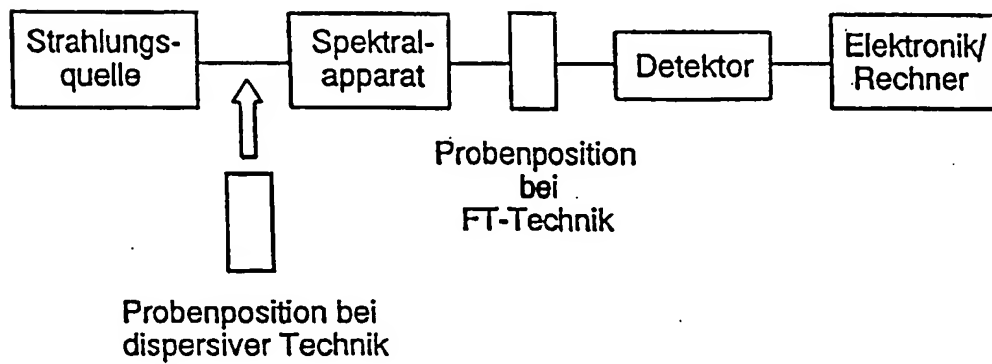 Strahlungs-
quelle
Spektral-
apparat
Detektor
Elektronik/
Rechner
Probenposition
bei
FT-Technik
Probenposition bei
dispersiver Technik